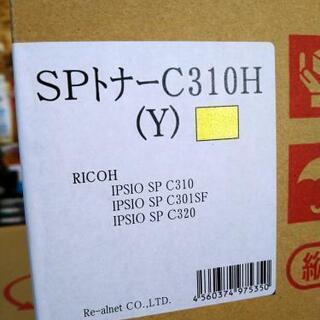 SPトナーC310H
(Y)
RICOH
IPSIO SP C310
IPSIO SP C301SF
IPSIO SP C320
4560374975350
Re-alnet CO.,LTD.